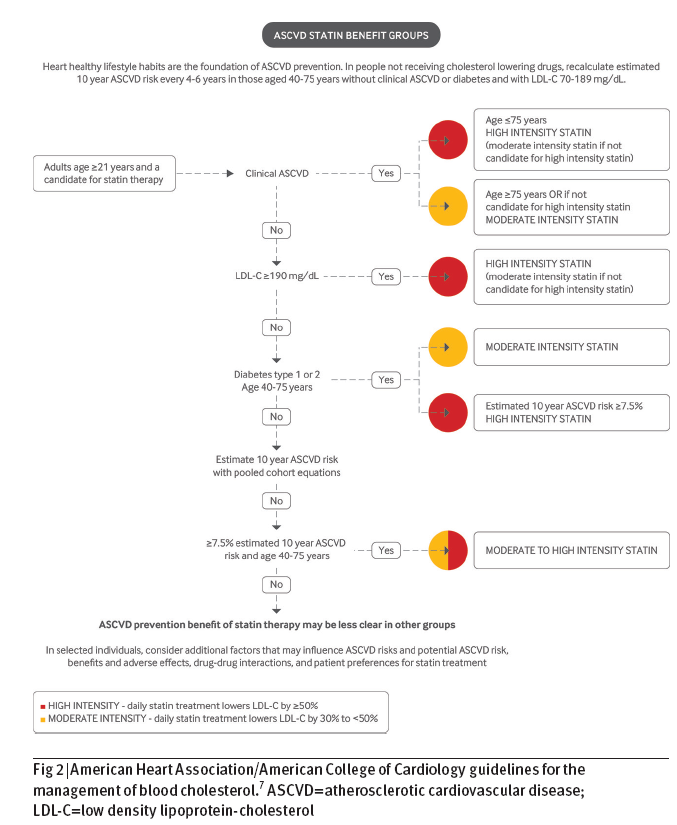 ASCVD STATIN BENEFIT GROUPS
Heart healthy lifestyle habits are the foundation of ASCVD prevention. In people not receiving cholesterol lowering drugs, recalculate estimated
10 year ASCVD risk every 4-6 years in those aged 40-75 years without clinical ASCVD or diabetes and with LDL-C 70-189 mg/dL.
Adults age ≥21 years and a
candidate for statin therapy
Clinical ASCVD
Yes
Age ≤75 years
HIGH INTENSITY STATIN
(moderate intensity statin if not
candidate for high intensity statin)
Age ≥75 years OR if not
candidate for high intensity statin
MODERATE INTENSITY STATIN
No
LDL-C ≥190 mg/dL
Yes
HIGH INTENSITY STATIN
(moderate intensity statin if not
candidate for high intensity statin)
No
Diabetes type 1 or 2
Age 40-75 years
Yes
MODERATE INTENSITY STATIN
Estimated 10 year ASCVD risk ≥7.5%
HIGH INTENSITY STATIN
No
Estimate 10 year ASCVD risk
with pooled cohort equations
No
≥7.5% estimated 10 year ASCVD
risk and age 40-75 years
Yes
MODERATE TO HIGH INTENSITY STATIN
No
ASCVD prevention benefit of statin therapy may be less clear in other groups
In selected individuals, consider additional factors that may influence ASCVD risks and potential ASCVD risk,
benefits and adverse effects, drug-drug interactions, and patient preferences for statin treatment
HIGH INTENSITY - daily statin treatment lowers LDL-C by ≥50%
MODERATE INTENSITY - daily statin treatment lowers LDL-C by 30% to <50%
Fig 2|American Heart Association/American College of Cardiology guidelines for the
management of blood cholesterol.⁷ ASCVD=atherosclerotic cardiovascular disease;
LDL-C=low density lipoprotein-cholesterol